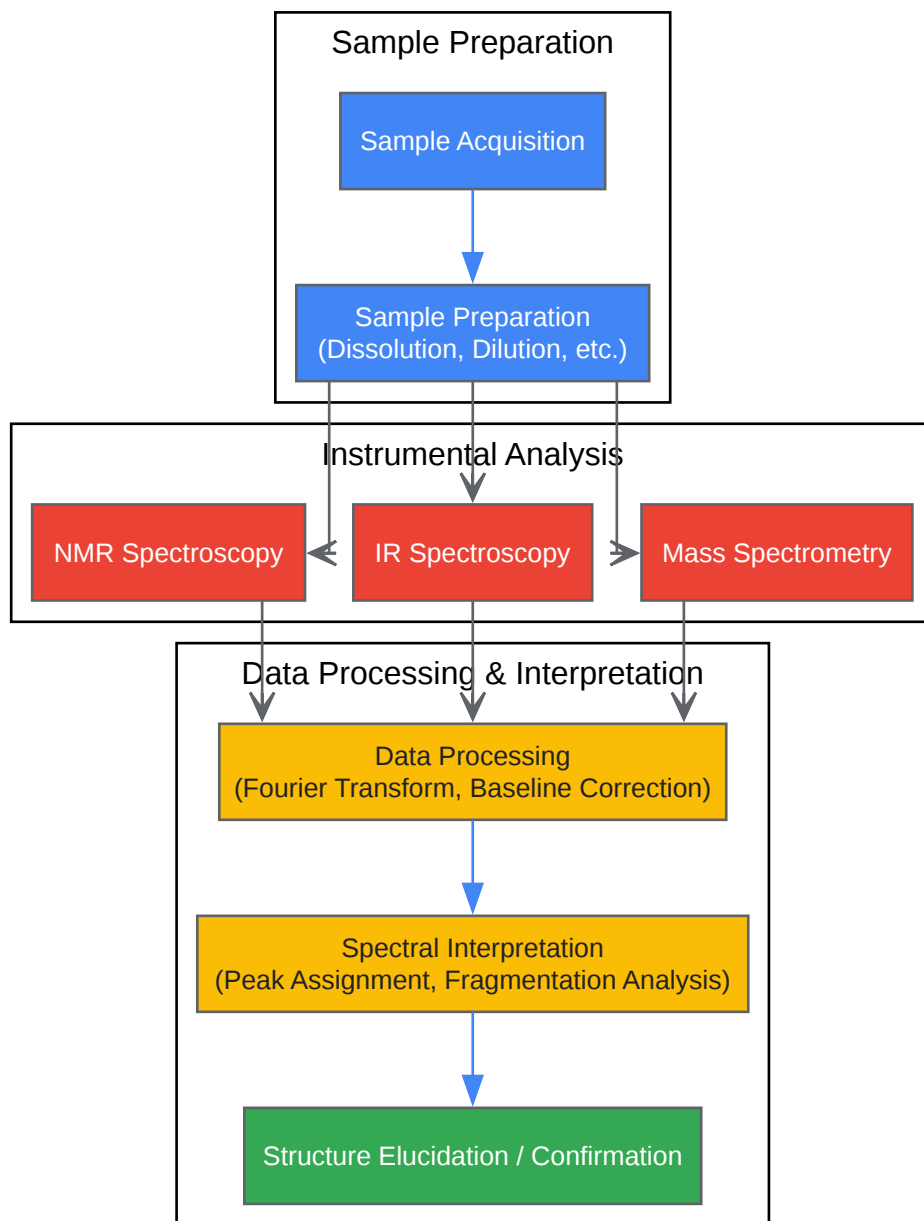 Sample Preparation
Sample Acquisition
Sample Preparation
(Dissolution, Dilution, etc.)
Instrumental Analysis
NMR Spectroscopy
IR Spectroscopy
Mass Spectrometry
Data Processing & Interpretation
Data Processing
(Fourier Transform, Baseline Correction)
Spectral Interpretation
(Peak Assignment, Fragmentation Analysis)
Structure Elucidation / Confirmation